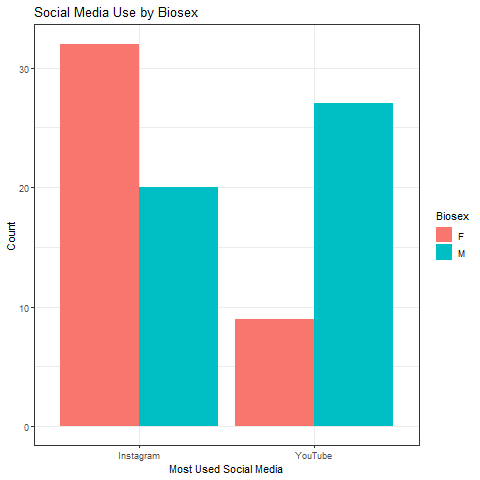 Social Media Use by Biosex
Count
30
20
10
0
Instagram YouTube
Most Used Social Media
Biosex
F
M